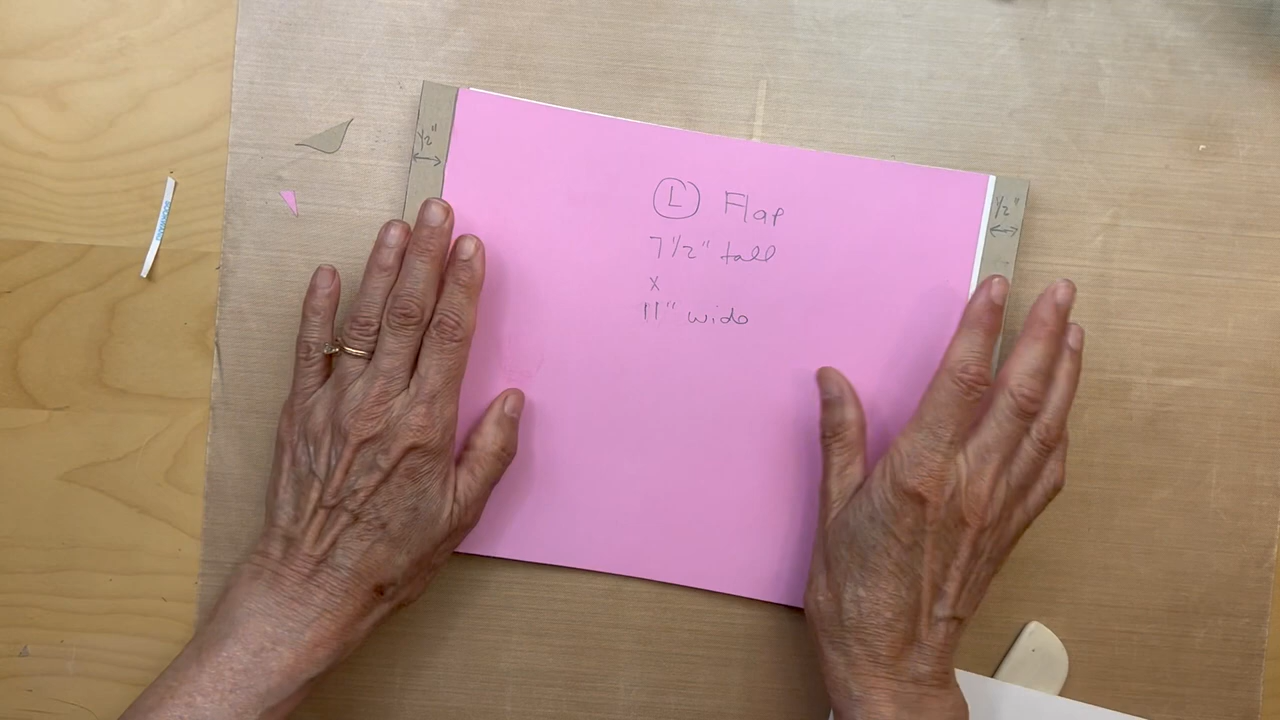 1/2"
L Flap
1/2"
7 1/2" tall
x
11" wide